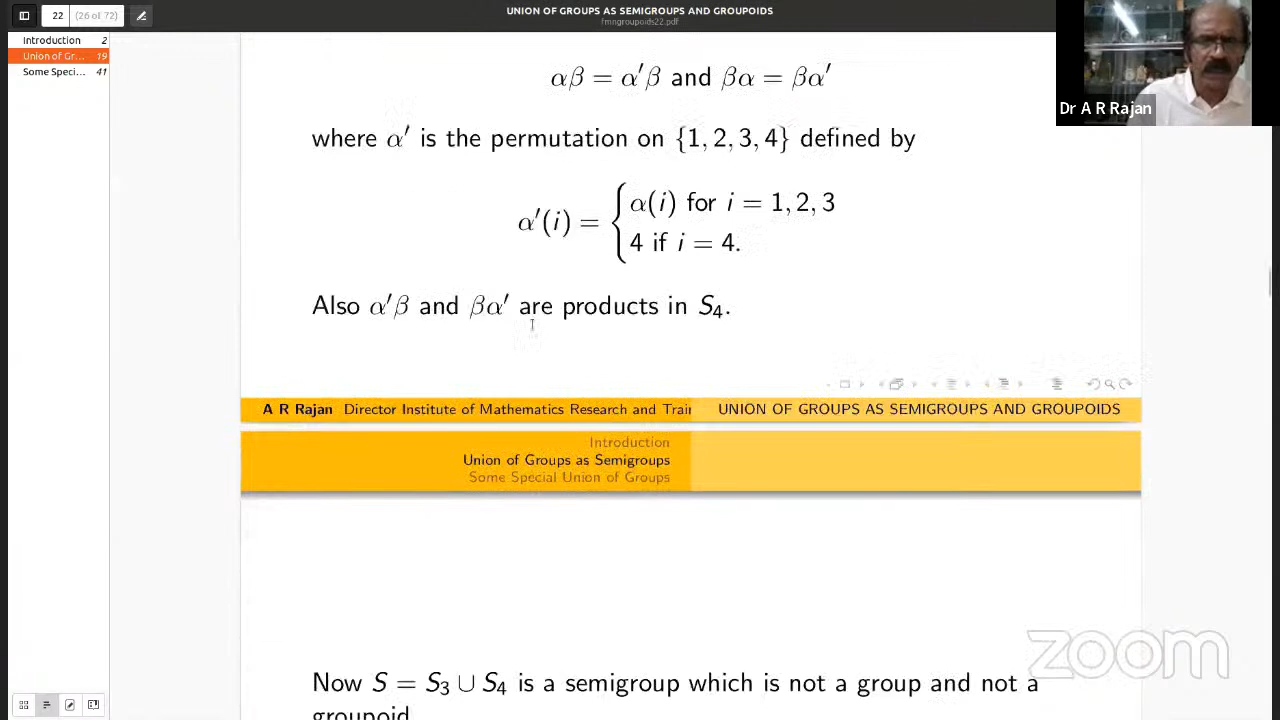 22 (26 of 72)
UNION OF GROUPS AS SEMIGROUPS AND GROUPOIDS
fmngroupoids22.pdf
Introduction 2
Union of Gr... 19
Some Speci... 41
Dr A R Rajan
αβ = α′β and βα = βα′
where α′ is the permutation on {1, 2, 3, 4} defined by
α′(i) = { α(i) for i = 1, 2, 3
4 if i = 4.
Also α′β and βα′ are products in S₄.
A R Rajan Director Institute of Mathematics Research and Trai UNION OF GROUPS AS SEMIGROUPS AND GROUPOIDS
Introduction
Union of Groups as Semigroups
Some Special Union of Groups
zoom
Now S = S₃ ∪ S₄ is a semigroup which is not a group and not a
groupoid